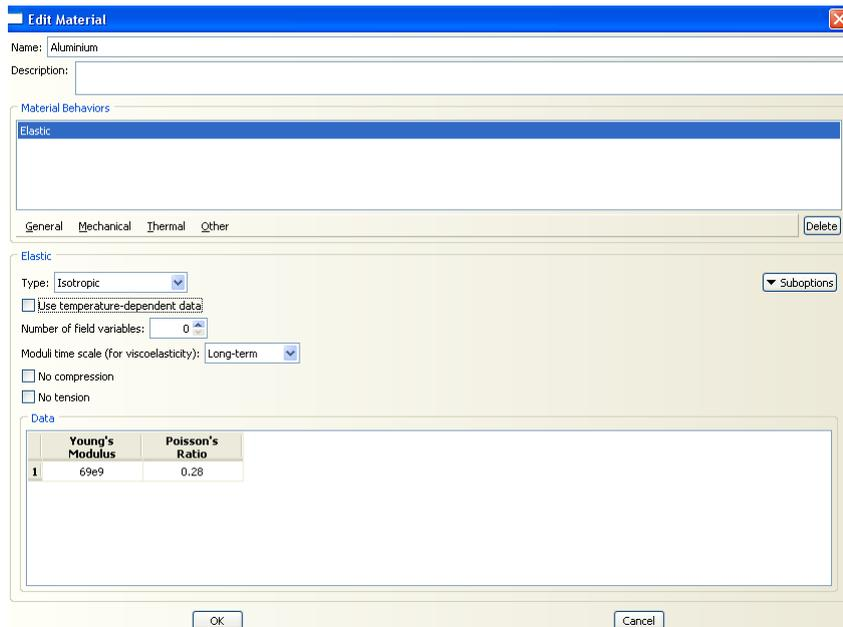 Edit Material
Name: Aluminium
Description:
Material Behaviors
Elastic
General Mechanical Thermal Other
Delete
Elastic
Type: Isotropic
Suboptions
Use temperature-dependent data
Number of field variables: 0
Moduli time scale (for viscoelasticity): Long-term
No compression
No tension
Data
Young's Modulus Poisson's Ratio
1 69e9 0.28
OK Cancel